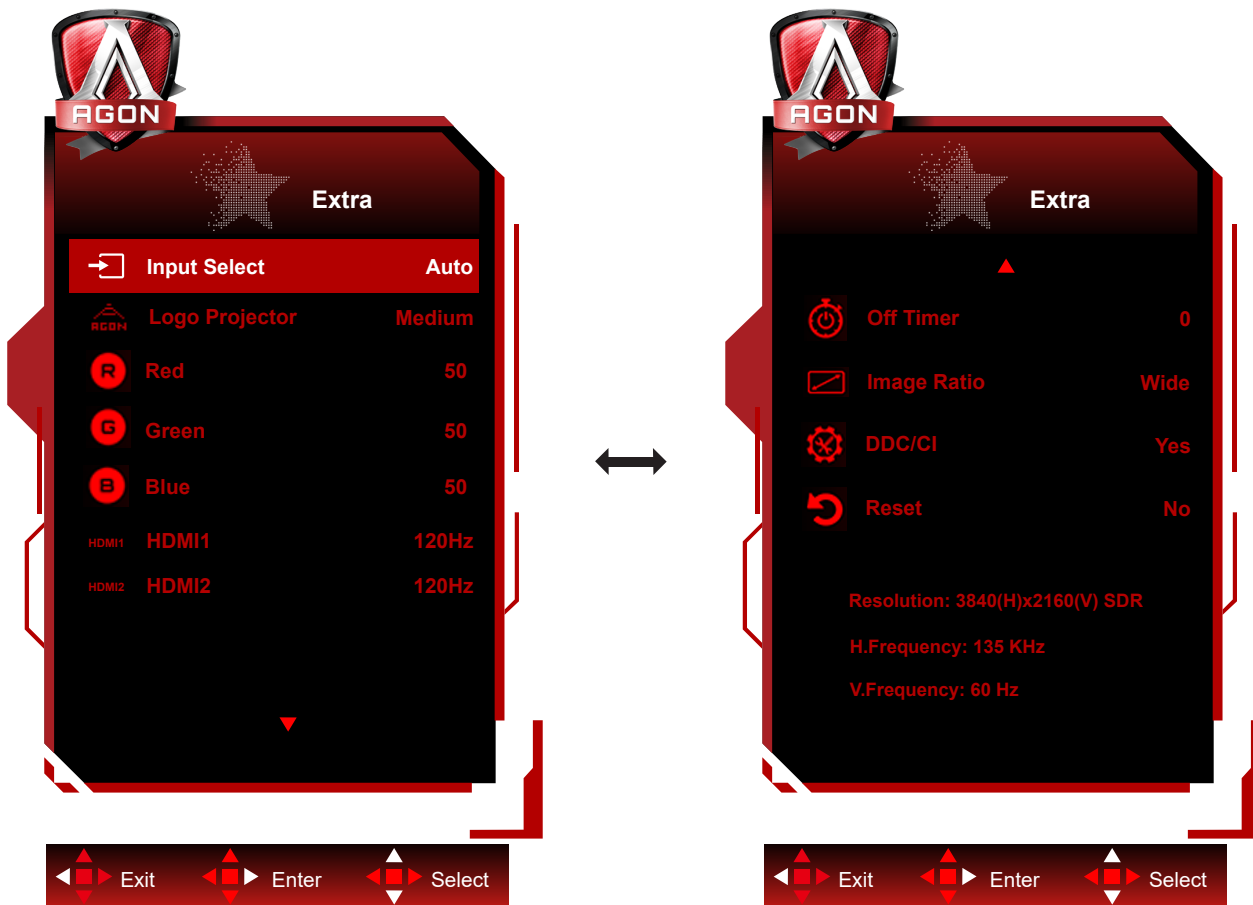 AGON
Extra
Input Select Auto
AGON Logo Projector Medium
R Red 50
G Green 50
B Blue 50
HDMI1 HDMI1 120Hz
HDMI2 HDMI2 120Hz
Exit Enter Select
AGON
Extra
Off Timer 0
Image Ratio Wide
DDC/CI Yes
Reset No
Resolution: 3840(H)x2160(V) SDR
H.Frequency: 135 KHz
V.Frequency: 60 Hz
Exit Enter Select